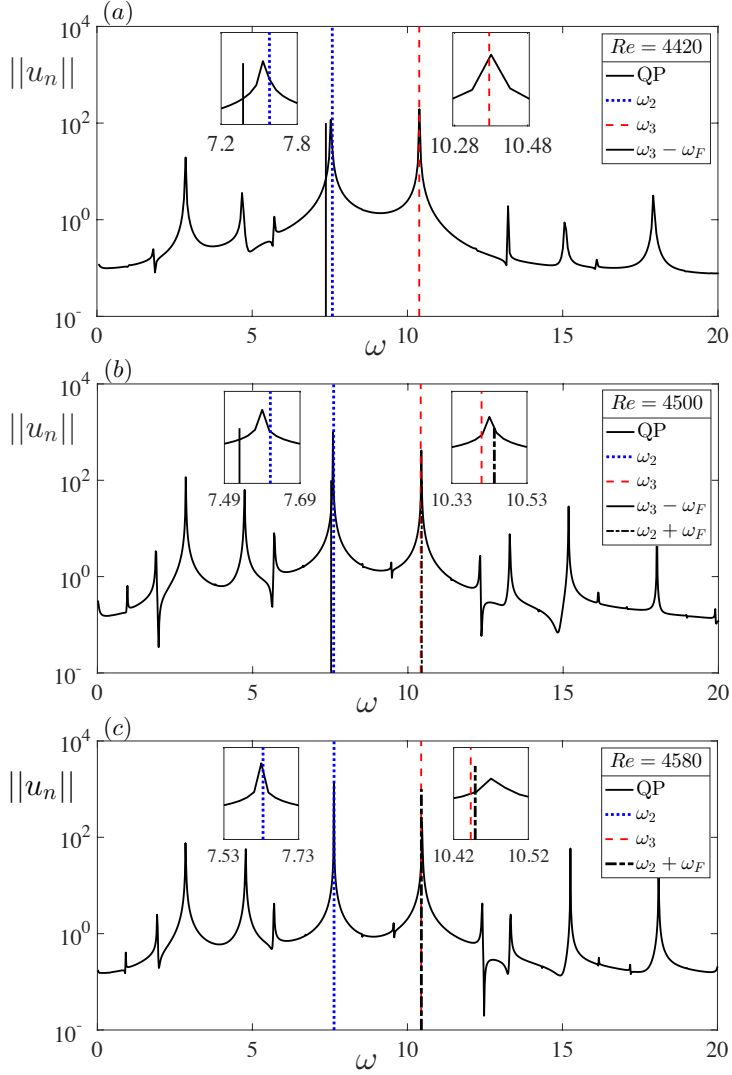 (a)
10^4
10^2
10^0
10^-2
||u_n||
7.2 7.8
10.28 10.48
Re = 4420
QP
ω_2
ω_3
ω_3 − ω_F
0 5 10 15 20
ω
(b)
10^4
10^2
10^0
10^-2
||u_n||
7.49 7.69
10.33 10.53
Re = 4500
QP
ω_2
ω_3
ω_3 − ω_F
ω_2 + ω_F
0 5 10 15 20
ω
(c)
10^4
10^2
10^0
10^-2
||u_n||
7.53 7.73
10.42 10.52
Re = 4580
QP
ω_2
ω_3
ω_2 + ω_F
0 5 10 15 20
ω